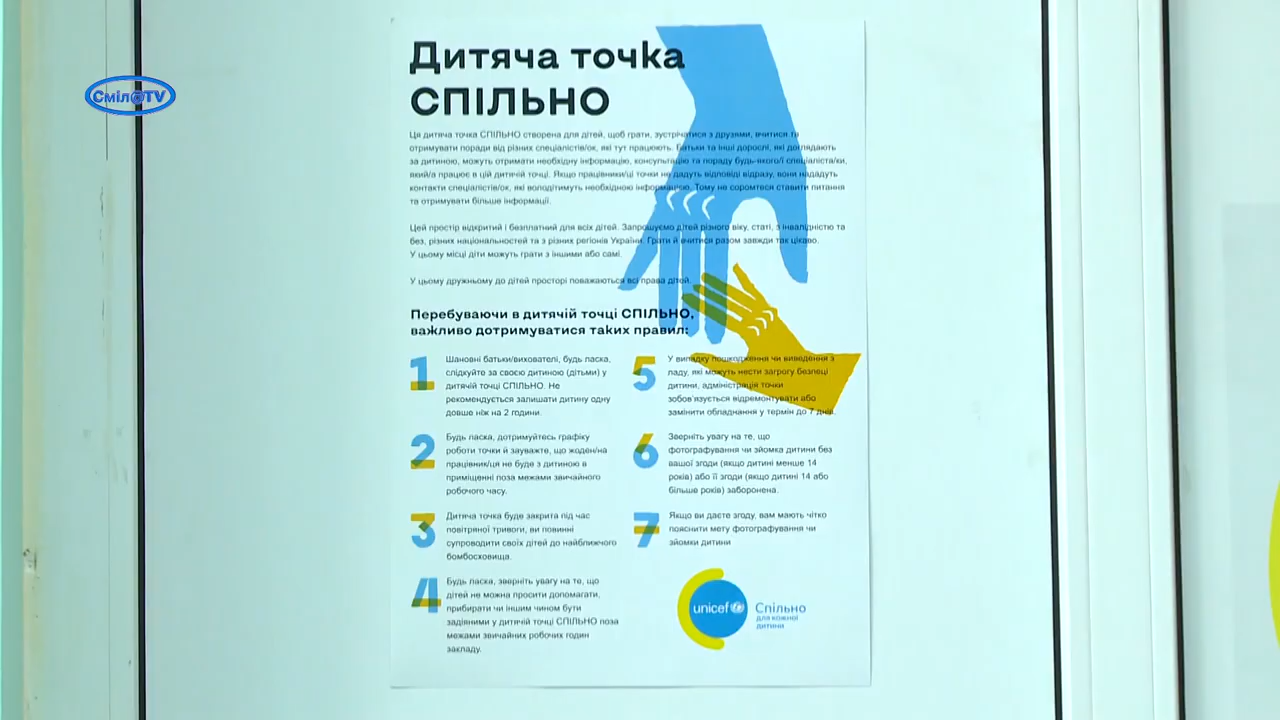 Сміл@TV
Дитяча точка
СПІЛЬНО
Ця дитяча точка СПІЛЬНО створена для дітей, щоб грати, зустрічатися з друзями, вчитися та
отримувати поради від різних спеціалістів/ок, які тут працюють. Батьки та інші дорослі, які доглядають
за дитиною, можуть отримати необхідну інформацію, консультацію та пораду будь-якого/ї спеціаліста/ки,
який/а працює в цій дитячій точці. Якщо працівники/ці точки не дадуть відповіді відразу, вони нададуть
контакти спеціалістів/ок, які володітимуть необхідною інформацією. Тому не соромтеся ставити питання
та отримувати більше інформації.
Цей простір відкритий і безплатний для всіх дітей. Запрошуємо дітей різного віку, статі, з інвалідністю та
без, різних національностей та з різних регіонів України. Грати й вчитися разом завжди так цікаво.
У цьому місці діти можуть грати з іншими або самі.
У цьому дружньому до дітей просторі поважаються всі права дітей.
Перебуваючи в дитячій точці СПІЛЬНО,
важливо дотримуватися таких правил:
1 Шановні батьки/вихователі, будь ласка,
слідкуйте за своєю дитиною (дітьми) у
дитячій точці СПІЛЬНО. Не
рекомендується залишати дитину одну
довше ніж на 2 години.
2 Будь ласка, дотримуйтесь графіку
роботи точки й зауважте, що жоден/на
працівник/ця не буде з дитиною в
приміщенні поза межами звичайного
робочого часу.
3 Дитяча точка буде закрита під час
повітряної тривоги, ви повинні
супроводити своїх дітей до найближчого
бомбосховища.
4 Будь ласка, зверніть увагу на те, що
дітей не можна просити допомагати,
прибирати чи іншим чином бути
задіяними у дитячій точці СПІЛЬНО поза
межами звичайних робочих годин
закладу.
5 У випадку пошкодження чи виведення з
ладу, які можуть нести загрогу безпеці
дитини, адміністрація точки
зобов'язується відремонтувати або
замінити обладнання у термін до 7 днів.
6 Зверніть увагу на те, що
фотографування чи зйомка дитини без
вашої згоди (якщо дитині менше 14
років) або її згоди (якщо дитині 14 або
більше років) заборонена.
7 Якщо ви даєте згоду, вам мають чітко
пояснити мету фотографування чи
зйомки дитини
unicef
Спільно
для кожної
дитини